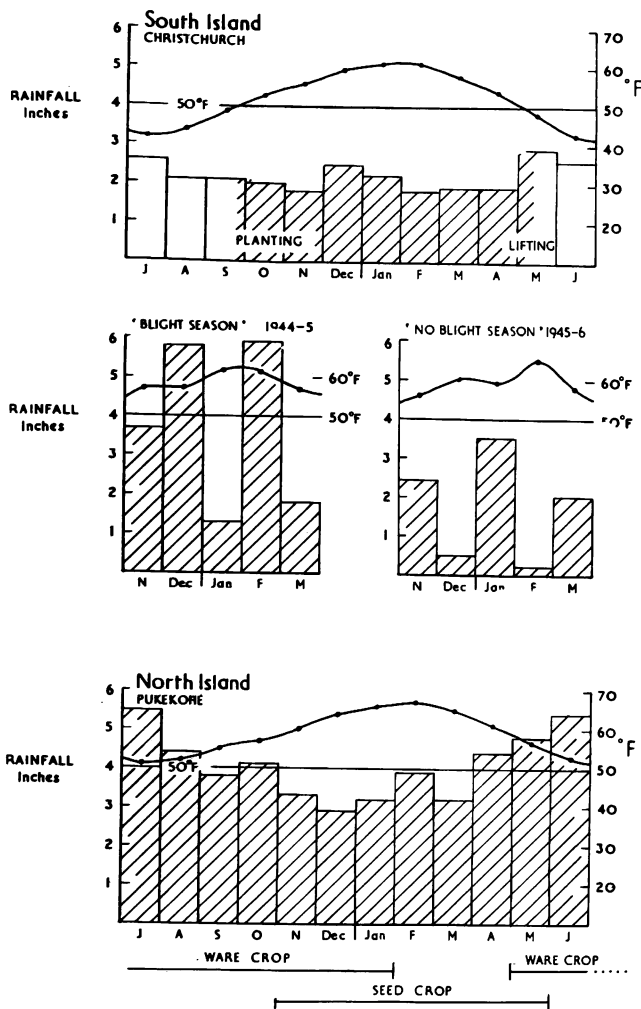 South Island
CHRISTCHURCH
RAINFALL
Inches
6
5
4
3
2
1
50°F
70
60
50
40
30
20
°F
PLANTING
LIFTING
J A S O N Dec Jan F M A M J
'BLIGHT SEASON' 1944-5
RAINFALL
Inches
6
5
4
3
2
1
60°F
50°F
N Dec Jan F M
'NO BLIGHT SEASON' 1945-6
5
4
3
2
1
60°F
50°F
N Dec Jan F M
North Island
PUKEKOHE
RAINFALL
Inches
6
5
4
3
2
1
50°F
70
60
50
40
30
20
°F
J A S O N Dec Jan F M A M J
WARE CROP
WARE CROP
SEED CROP